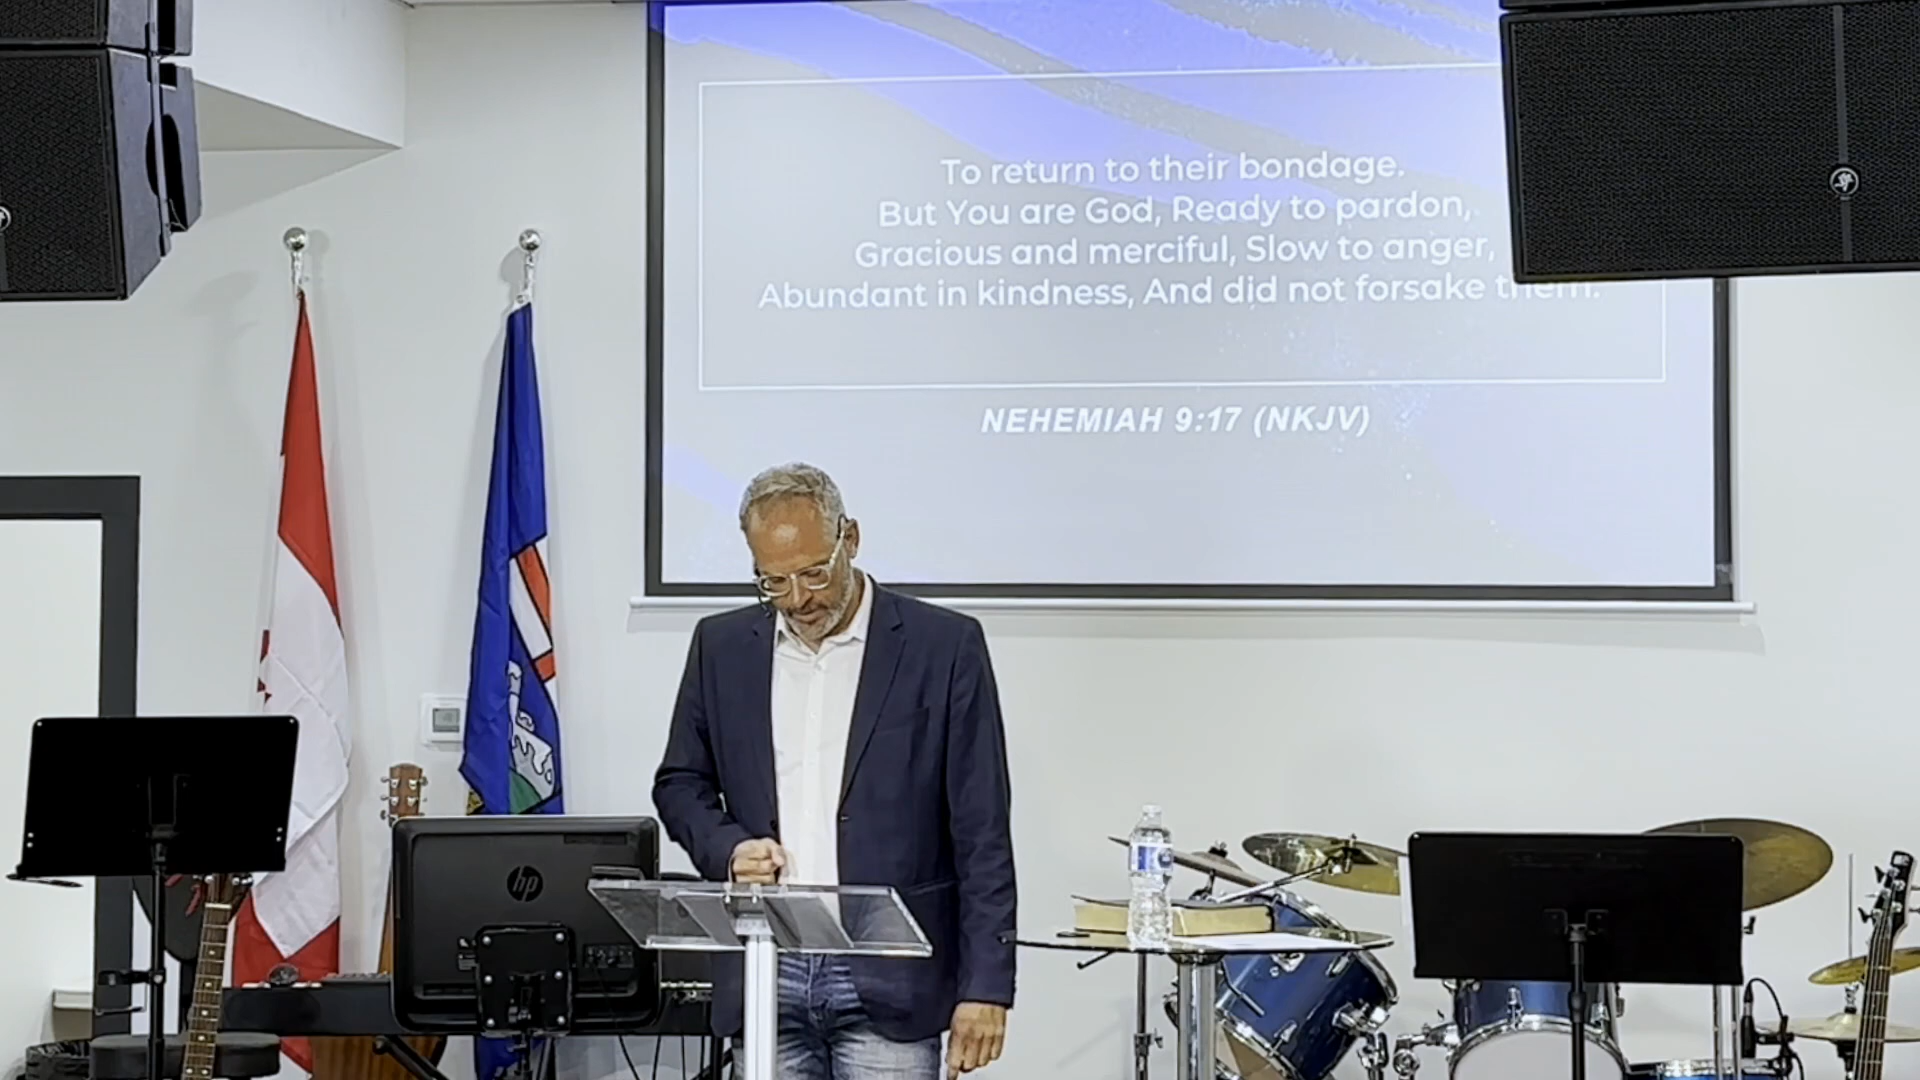 To return to their bondage.
But You are God, Ready to pardon,
Gracious and merciful, Slow to anger,
Abundant in kindness, And did not forsake them.
NEHEMIAH 9:17 (NKJV)
hp